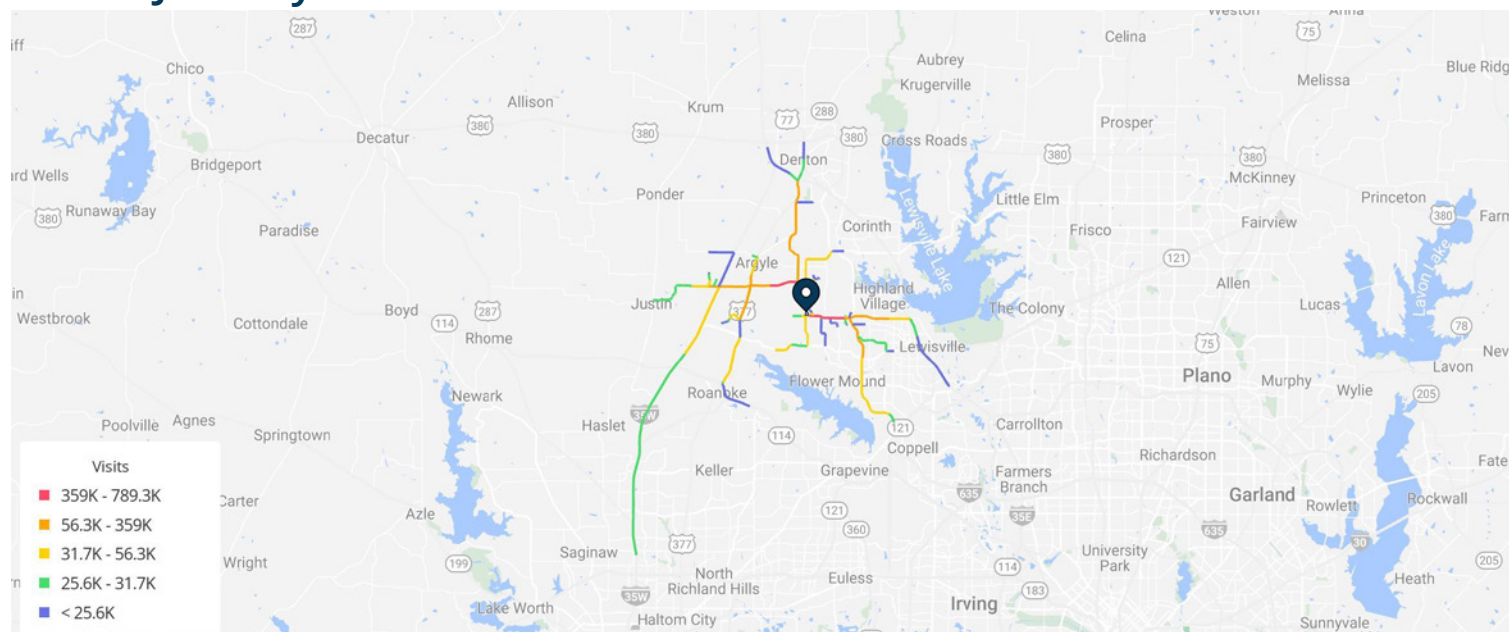 287
75
Celina
Chico
Aubrey
Krugerville
Melissa
Blue Ridg
Allison
Krum
77
288
380
380
380
Prosper
Decatur
Cross Roads
380
380
Bridgeport
Denton
McKinney
ard Wells
Ponder
Princeton
380
Runaway Bay
Little Elm
380
Farm
Paradise
Corinth
Lewisville Lake
Frisco
Fairview
121
Argyle
Allen
Lavon Lake
in
Justin
Highland
Village
Lucas
Westbrook
Boyd
287
377
The Colony
Cottondale
114
78
Rhome
Lewisville
75
Nev
Lavon
Plano
Murphy
Wylie
Flower Mound
Roanoke
205
Newark
Poolville
Agnes
Haslet
35W
Springtown
114
121
Carrollton
Coppell
Richardson
Visits
Keller
Grapevine
Farmers
Branch
Fate
359K - 789.3K
635
Garland
Rockwall
56.3K - 359K
Carter
Azle
121
35E
Rowlett
360
635
31.7K - 56.3K
Saginaw
377
30
University
Park
25.6K - 31.7K
Wright
199
North
Richland Hills
Euless
114
205
Heath
< 25.6K
Lake Worth
35W
183
Irving
Haltom City
Sunnyvale